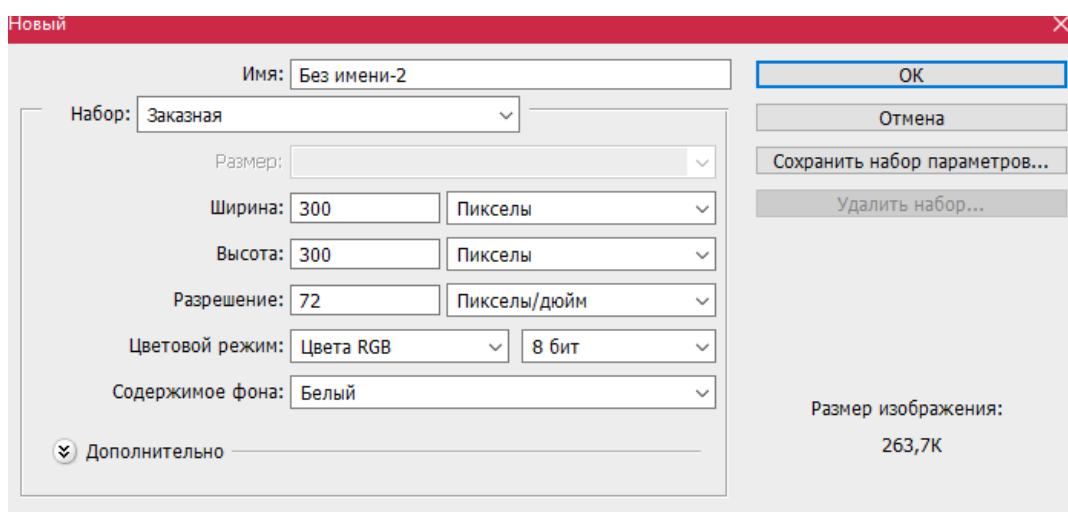 Новый
Имя: Без имени-2
OK
Набор: Заказная
Отмена
Размер:
Сохранить набор параметров...
Ширина: 300 Пикселы
Удалить набор...
Высота: 300 Пикселы
Разрешение: 72 Пикселы/дюйм
Цветовой режим: Цвета RGB 8 бит
Содержимое фона: Белый
Размер изображения:
263,7K
Дополнительно